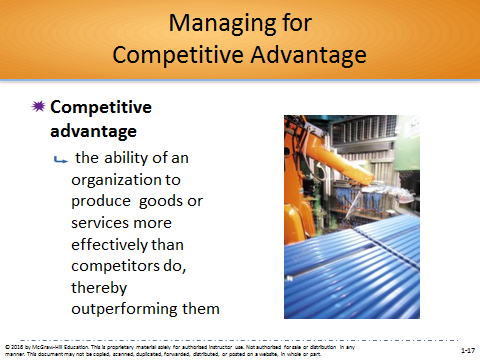 Managing for
Competitive Advantage
Competitive
advantage
the ability of an
organization to
produce goods or
services more
effectively than
competitors do,
thereby
outperforming them
© 2016 by McGraw-Hill Education. This is proprietary material solely for authorized instructor use. Not authorized for sale or distribution in any
manner. This document may not be copied, scanned, duplicated, forwarded, distributed, or posted on a website, in whole or part.
1-17